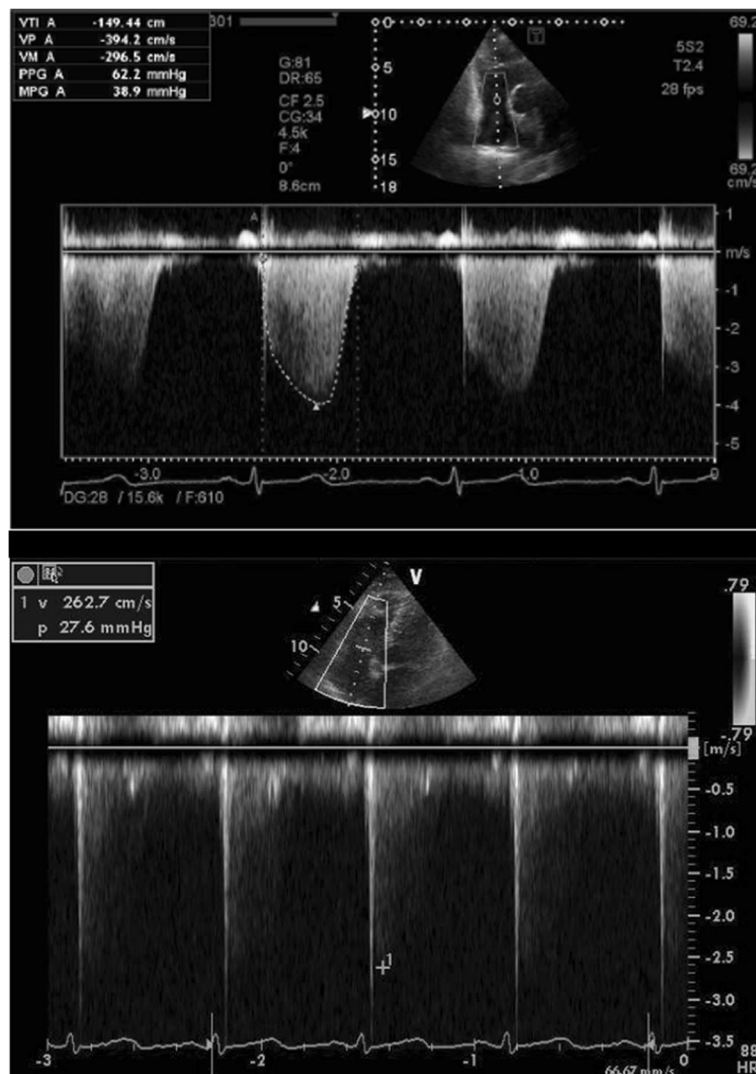 VTI A -149.44 cm
VP A -394.2 cm/s
VM A -296.5 cm/s
PPG A 62.2 mmHg
MPG A 38.9 mmHg
301
G:81
DR:65
CF 2.5
CG:34
4.5k
F:4
0°
8.6cm
0
5
10
15
18
5S2
T2.4
28 fps
69.2
69.2
cm/s
A
1
m/s
-1
-2
-3
-4
-5
-3.0
-2.0
-1.0
0
DG:28 / 15.6k / F:610
1 v 262.7 cm/s
p 27.6 mmHg
V
5
10
.79
-.79
[m/s]
-0.5
-1.0
-1.5
-2.0
-2.5
-3.0
-3.5
1
-3
-2
-1
0
66.67 mm/s
88
HR